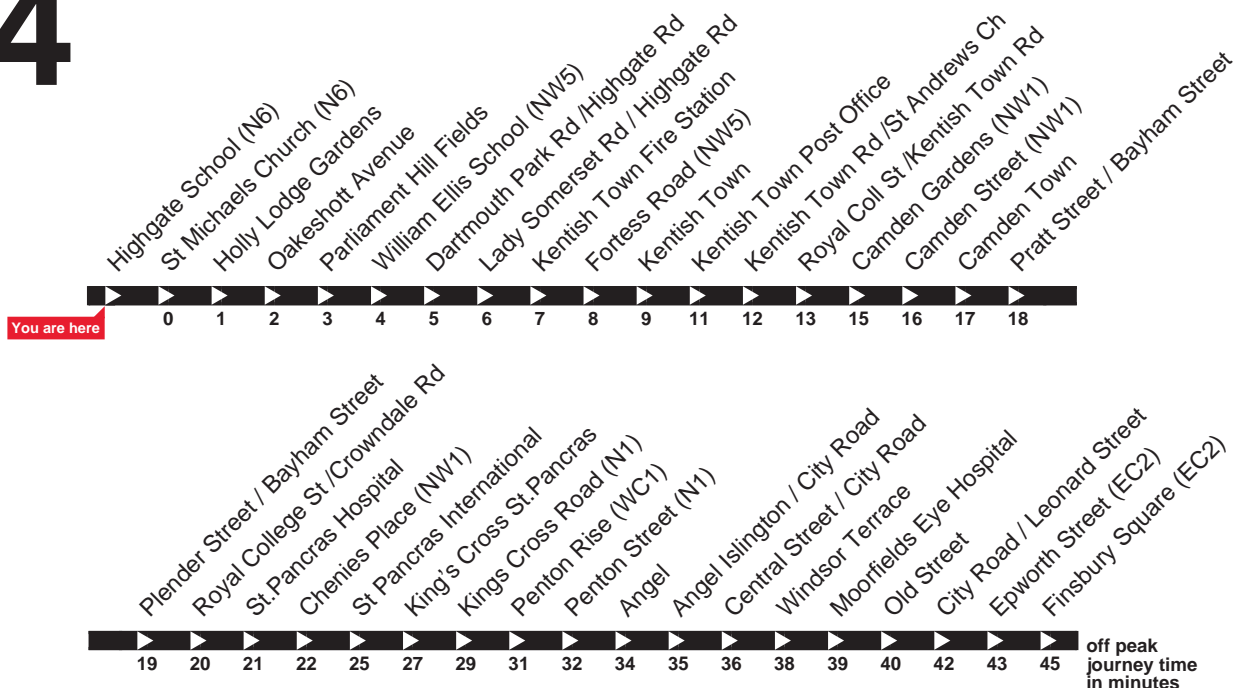 4
Highgate School (N6)
St Michaels Church (N6)
Holly Lodge Gardens
Oakeshott Avenue
Parliament Hill Fields
William Ellis School (NW5)
Dartmouth Park Rd /Highgate Rd
Lady Somerset Rd / Highgate Rd
Kentish Town Fire Station
Fortess Road (NW5)
Kentish Town
Kentish Town Post Office
Kentish Town Rd /St Andrews Ch
Royal Coll St /Kentish Town Rd
Camden Gardens (NW1)
Camden Street (NW1)
Camden Town
Pratt Street / Bayham Street
You are here
0 1 2 3 4 5 6 7 8 9 11 12 13 15 16 17 18
Plender Street / Bayham Street
Royal College St /Crowndale Rd
St.Pancras Hospital
Chenies Place (NW1)
St Pancras International
King's Cross St.Pancras
Kings Cross Road (N1)
Penton Rise (WC1)
Penton Street (N1)
Angel
Angel Islington / City Road
Central Street / City Road
Windsor Terrace
Moorfields Eye Hospital
Old Street
City Road / Leonard Street
Epworth Street (EC2)
Finsbury Square (EC2)
19 20 21 22 25 27 29 31 32 34 35 36 38 39 40 42 43 45
off peak
journey time
in minutes